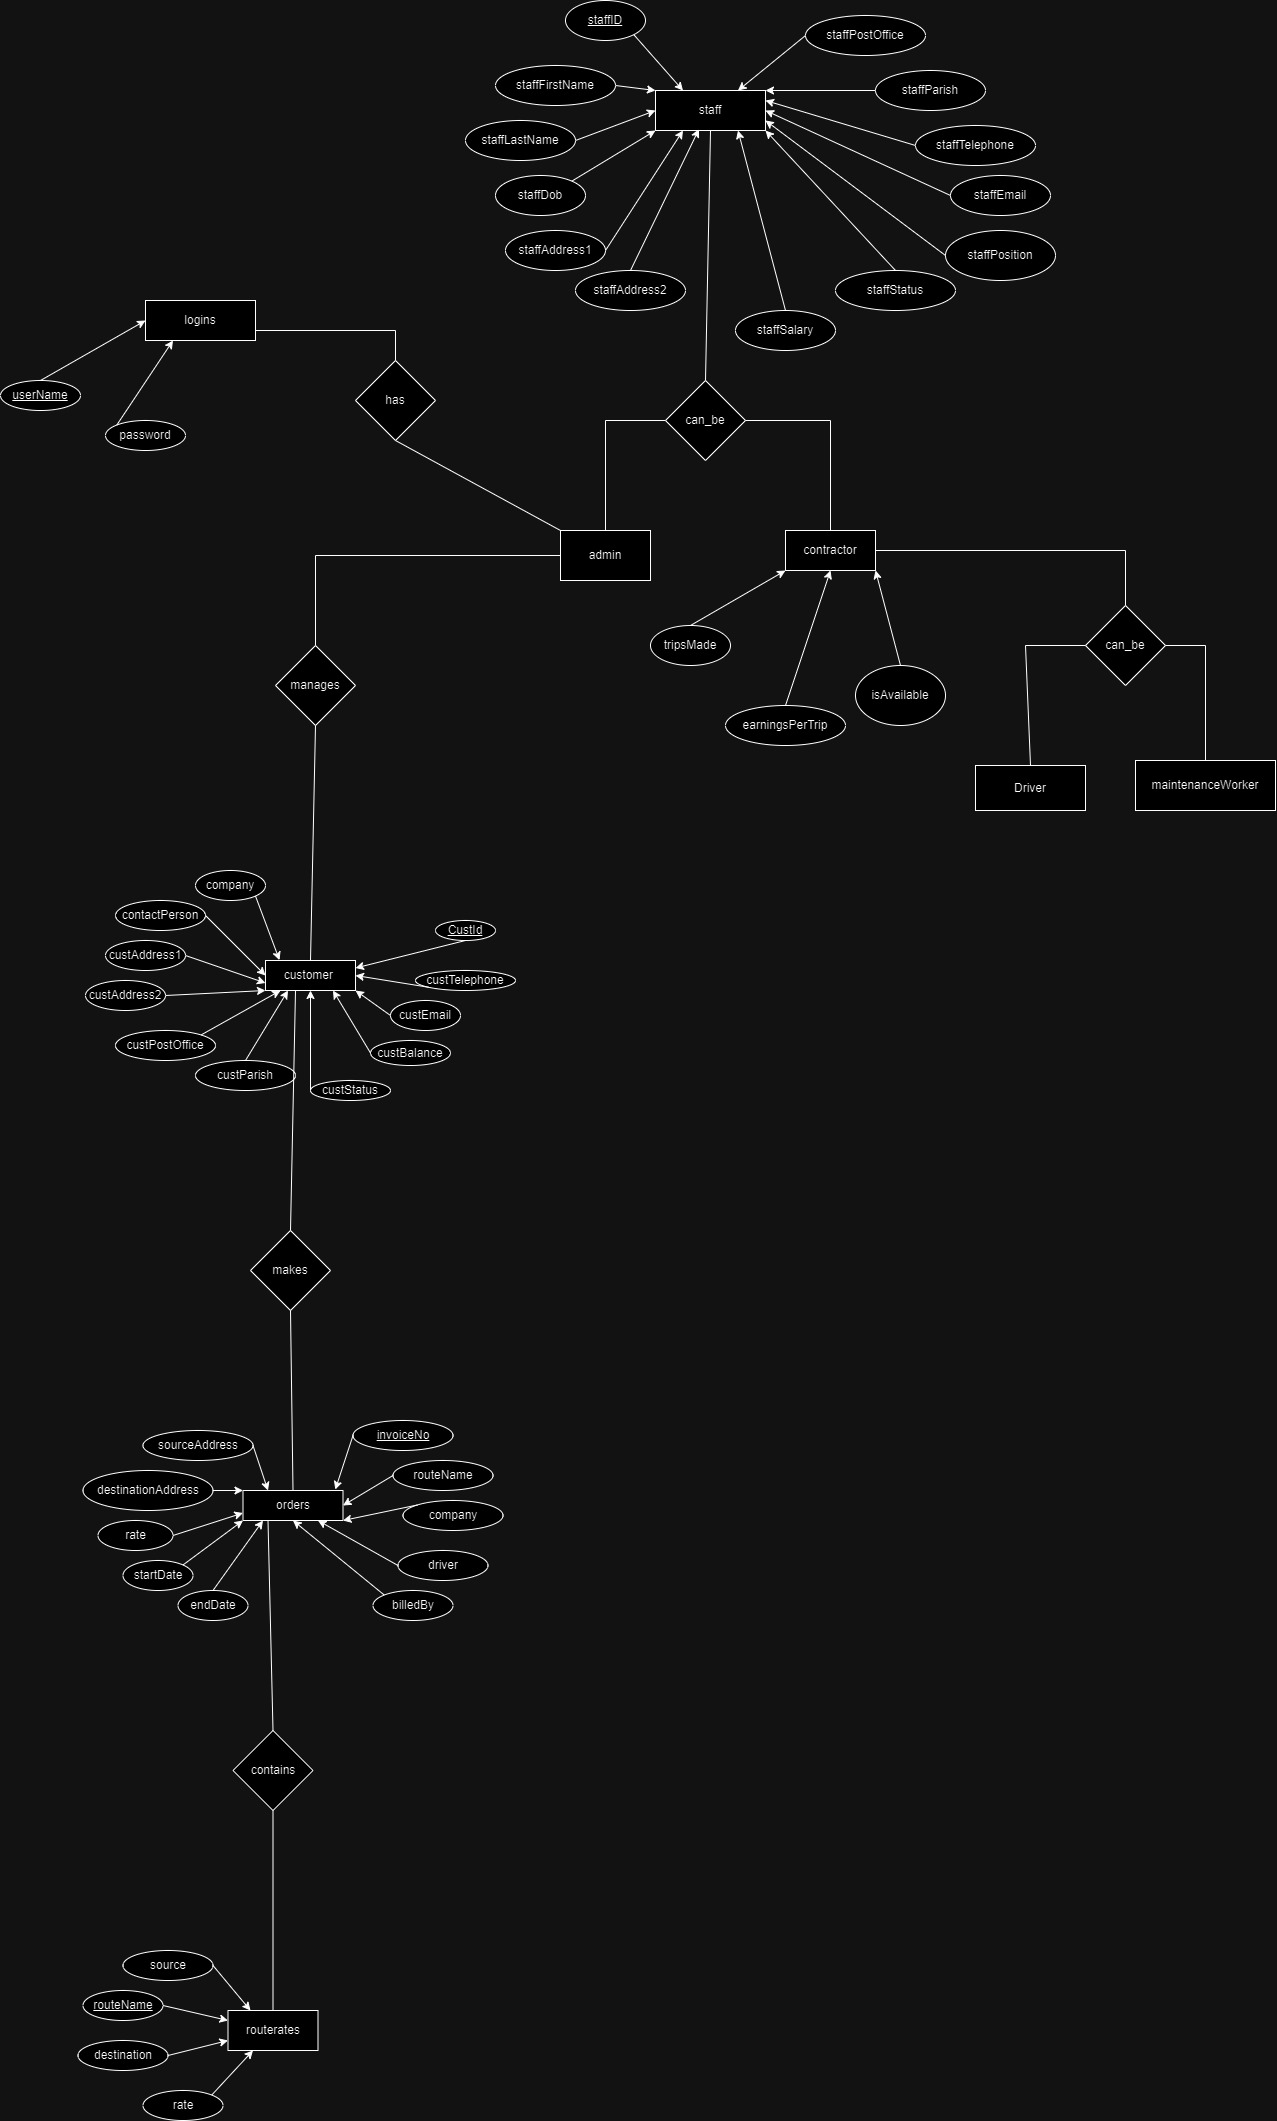 staffID
staffPostOffice
staffFirstName
staffParish
staff
staffLastName
staffTelephone
staffDob
staffEmail
staffAddress1
staffPosition
staffAddress2
staffStatus
logins
staffSalary
userName
has
can_be
password
admin
contractor
tripsMade
can_be
manages
isAvailable
earningsPerTrip
Driver
maintenanceWorker
company
contactPerson
CustId
custAddress1
customer
custTelephone
custAddress2
custEmail
custPostOffice
custBalance
custParish
custStatus
makes
invoiceNo
sourceAddress
routeName
destinationAddress
orders
company
rate
driver
startDate
endDate
billedBy
contains
source
routeName
routerates
destination
rate